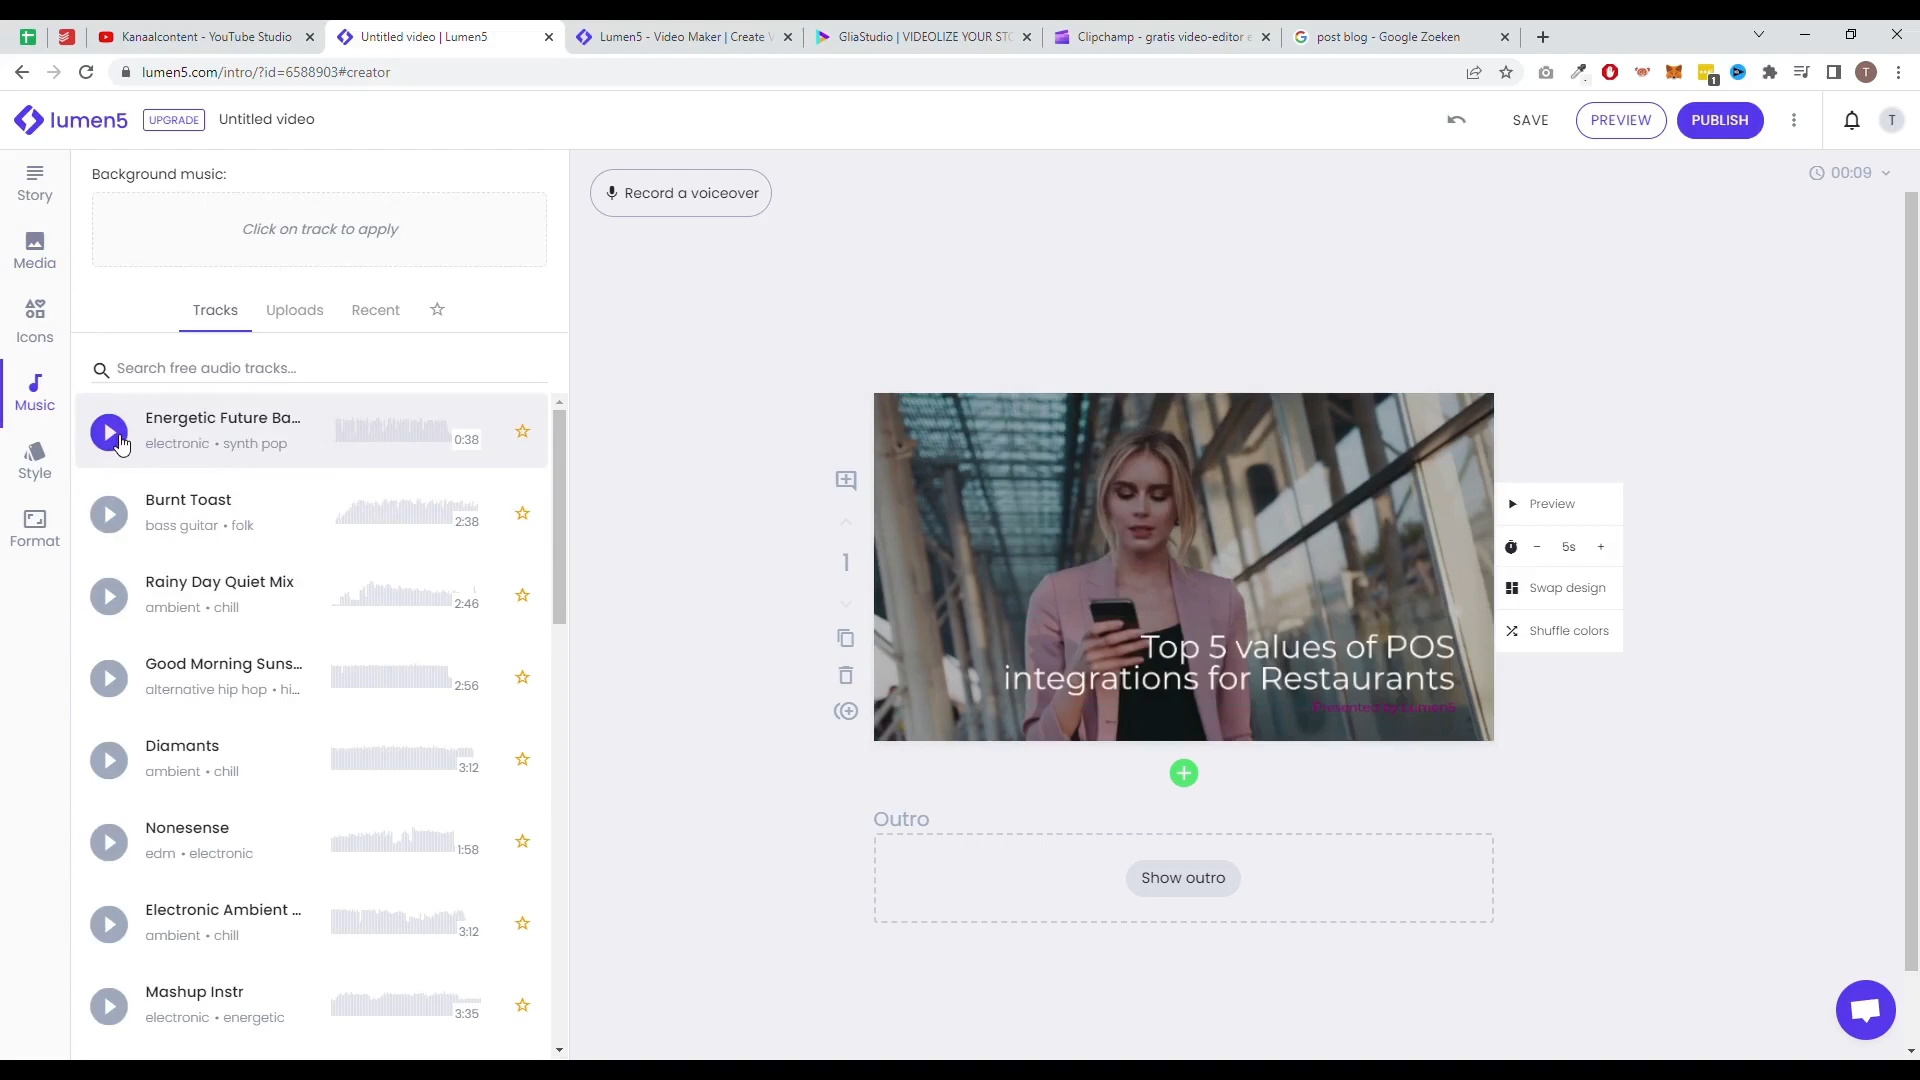 Kanaalcontent - YouTube Studio
Untitled video | Lumen5
Lumen5 - Video Maker | Create V
GliaStudio | VIDEOLIZE YOUR STO
Clipchamp - gratis video-editor e
post blog - Google Zoeken
lumen5.com/intro/?id=6588903#creator
1
T
lumen5
UPGRADE
Untitled video
SAVE
PREVIEW
PUBLISH
T
Story
Media
Icons
Music
Style
Format
Background music:
Click on track to apply
Tracks
Uploads
Recent
Search free audio tracks...
Energetic Future Ba...
electronic • synth pop
0:38
Burnt Toast
bass guitar • folk
2:38
Rainy Day Quiet Mix
ambient • chill
2:46
Good Morning Suns...
alternative hip hop • hi...
2:56
Diamants
ambient • chill
3:12
Nonesense
edm • electronic
1:58
Electronic Ambient ...
ambient • chill
3:12
Mashup Instr
electronic • energetic
3:35
Record a voiceover
00:09
1
Top 5 values of POS
integrations for Restaurants
Presented by Lumen5
Preview
- 5s +
Swap design
Shuffle colors
Outro
Show outro